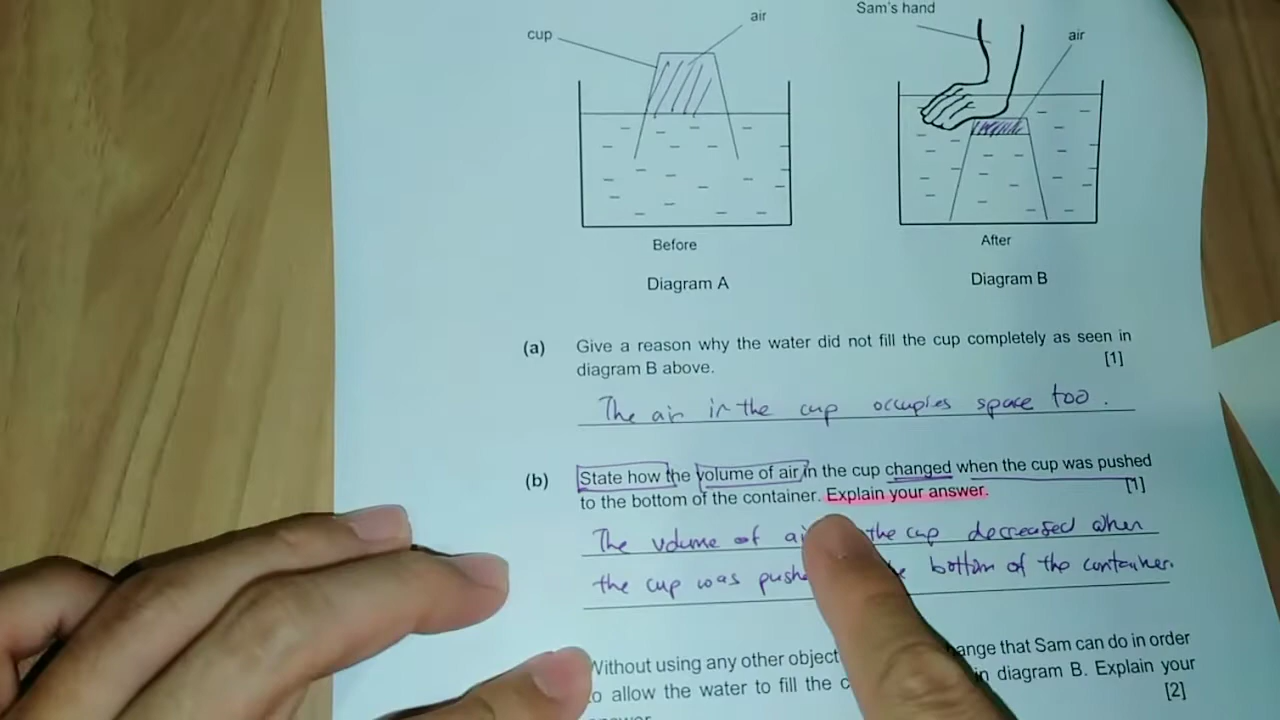 Sam's hand
air
cup
air
Before
After
Diagram A
Diagram B
(a) Give a reason why the water did not fill the cup completely as seen in
diagram B above. [1]
The air in the cup occupies space too.
(b) State how the volume of air in the cup changed when the cup was pushed
to the bottom of the container. Explain your answer. [1]
The volume of the cup decreased when
the cup was bottom of the container.
Without using any other object that Sam can do in order
to allow the water to fill the in diagram B. Explain your
[2]